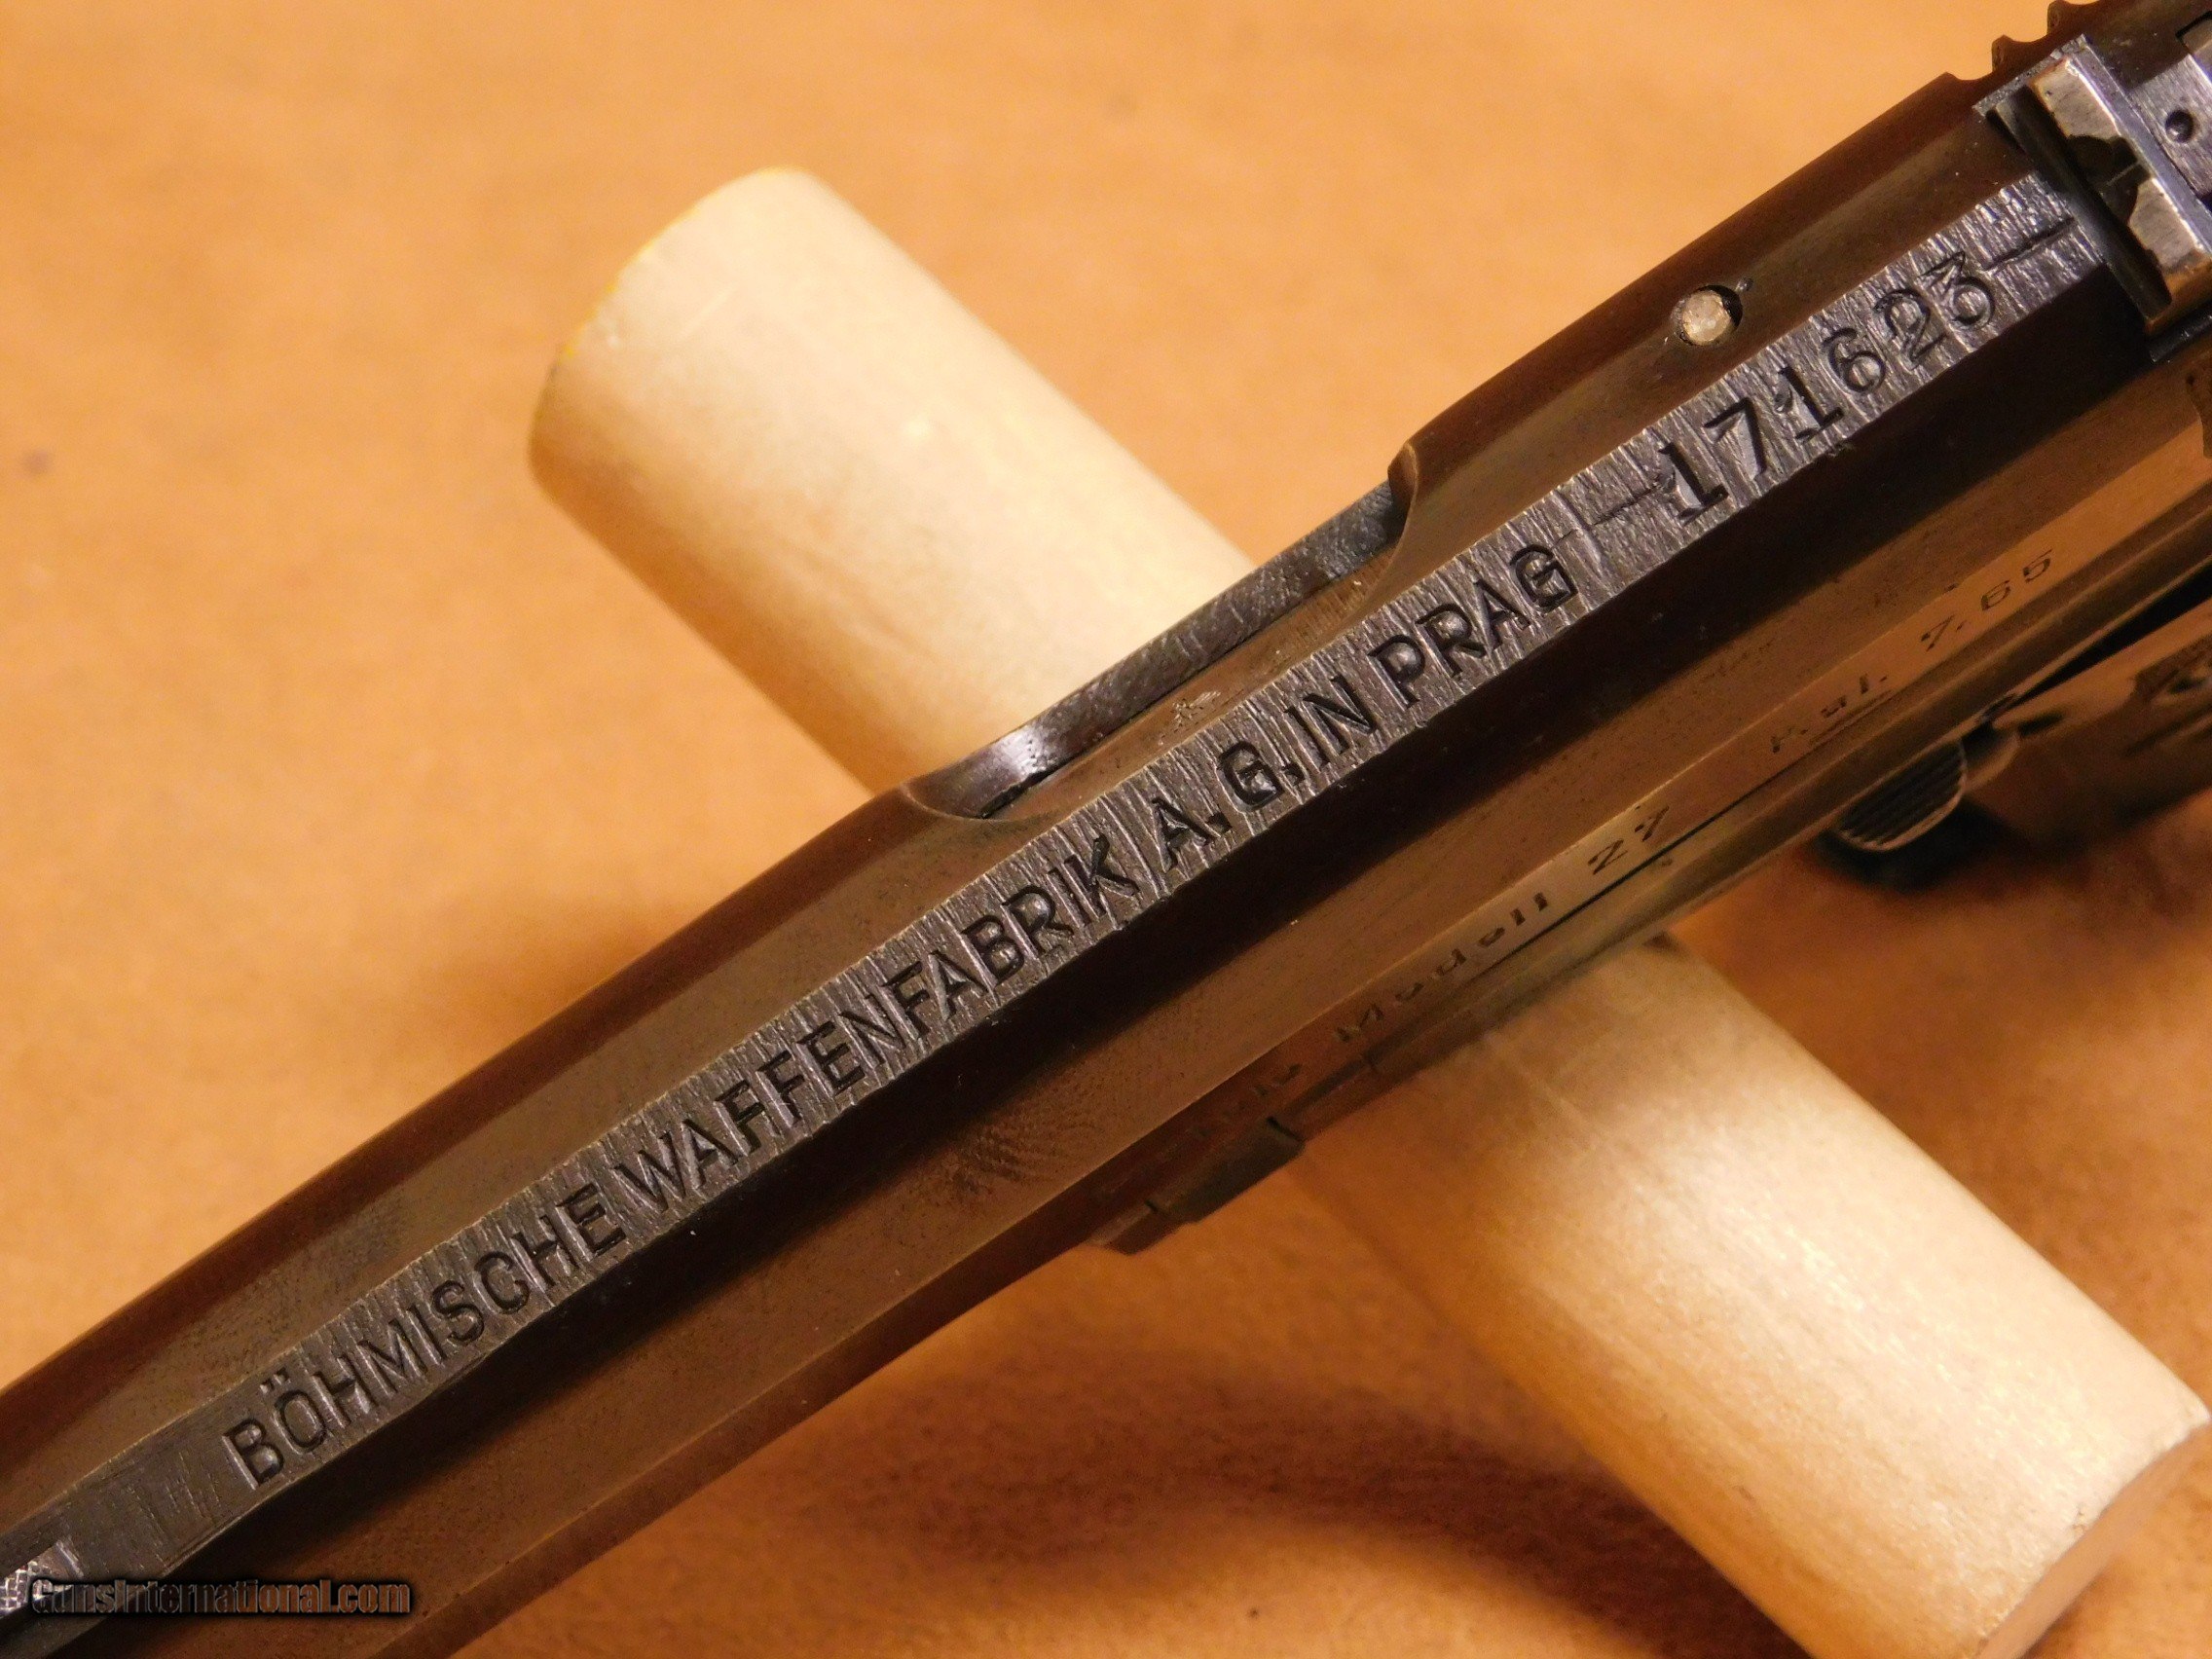 BÖHMISCHE WAFFENFABRIK A.G. IN PRAG —171623—
Modell 27 Kal. 7,65
GunsInternational.com